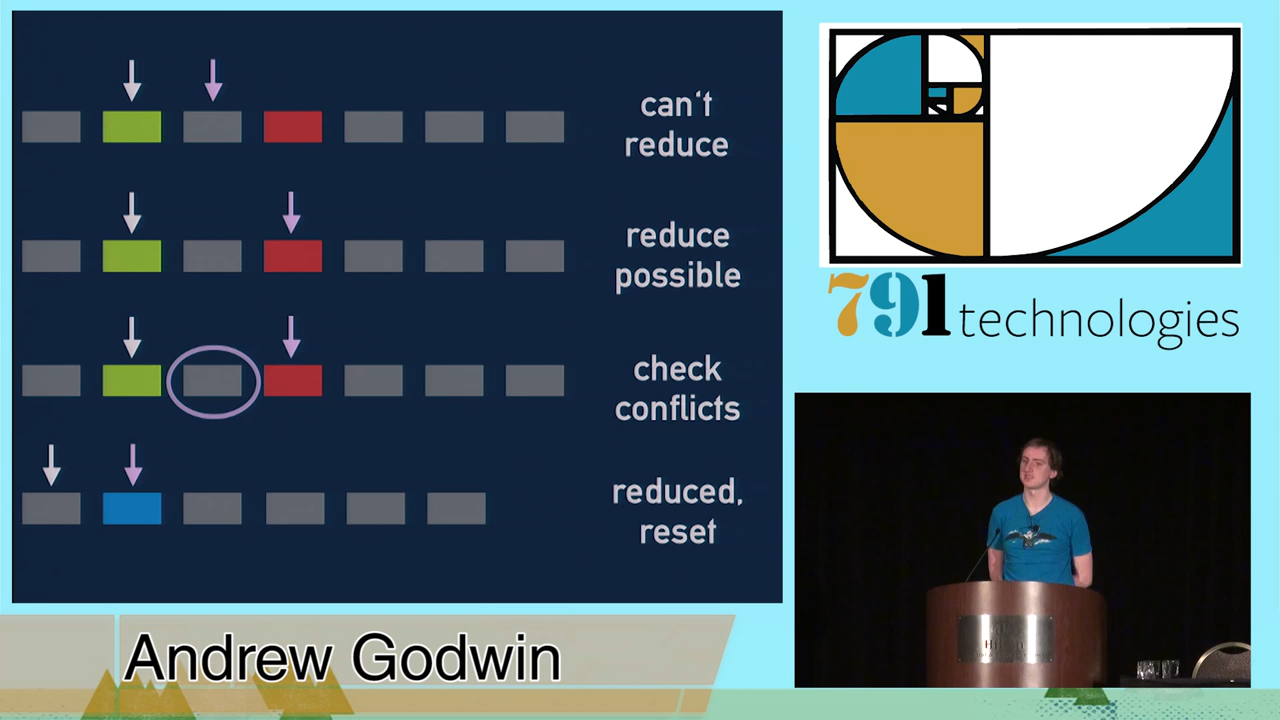 can't
reduce
reduce
possible
check
conflicts
reduced,
reset
791 technologies
Andrew Godwin